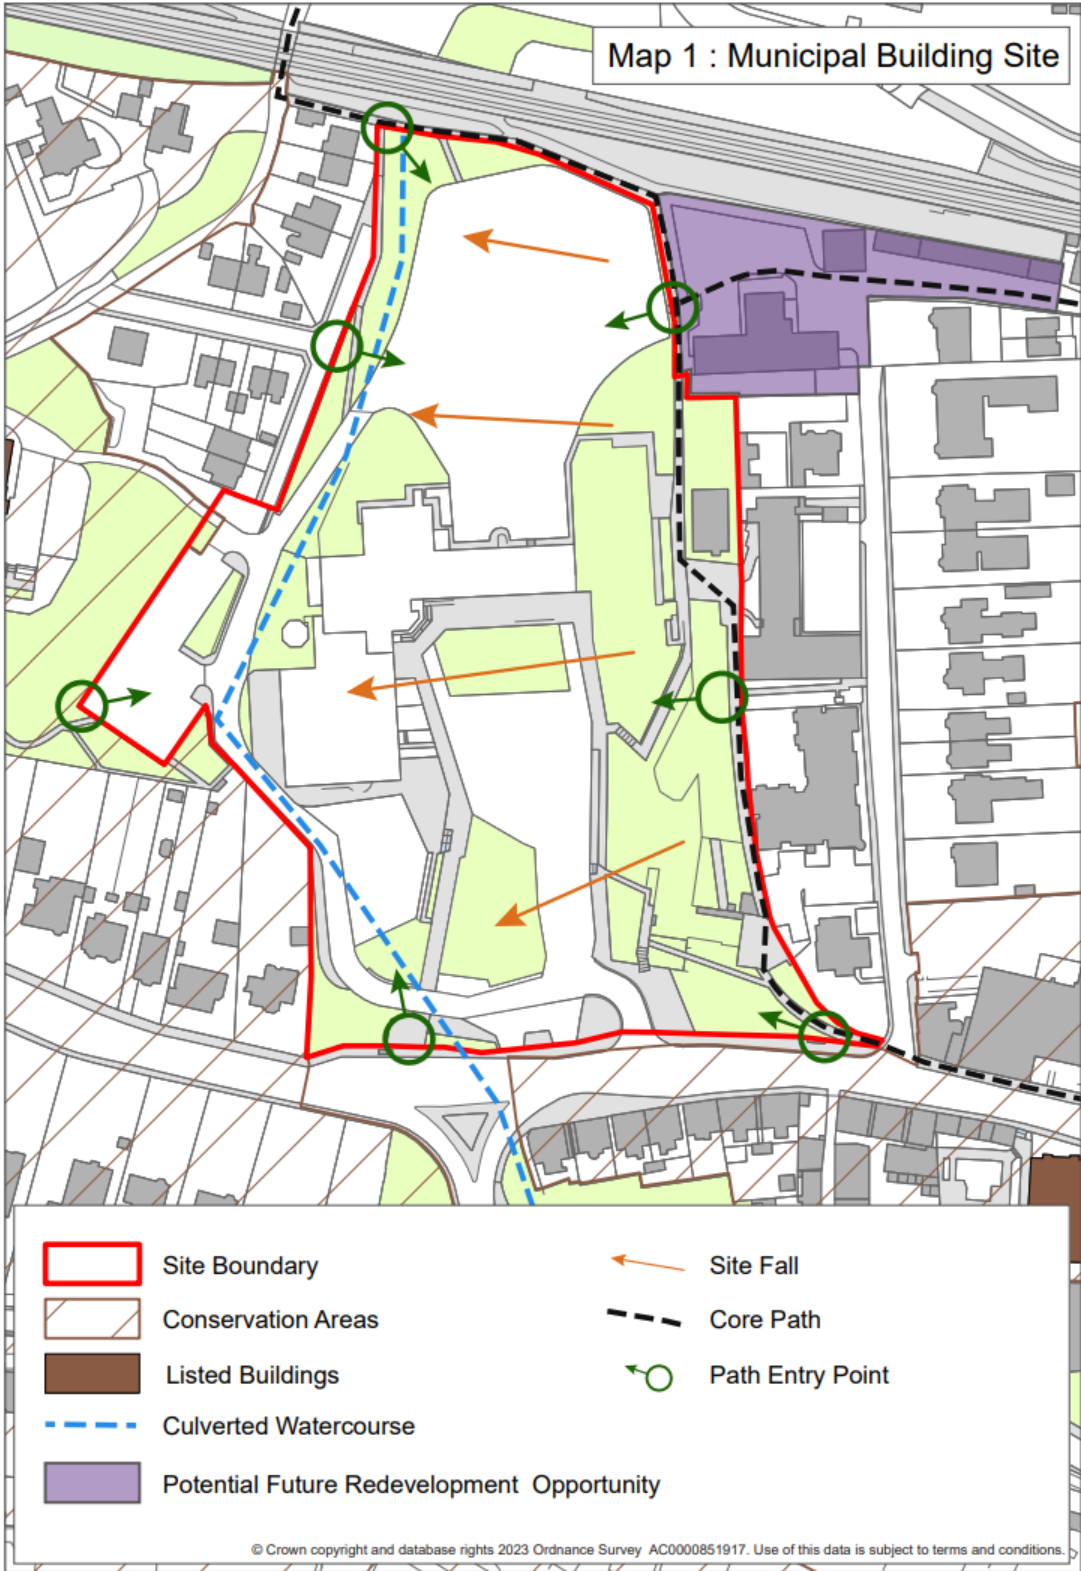 Map 1 : Municipal Building Site
Site Boundary
Site Fall
Conservation Areas
Core Path
Listed Buildings
Path Entry Point
Culverted Watercourse
Potential Future Redevelopment Opportunity
© Crown copyright and database rights 2023 Ordnance Survey AC0000851917. Use of this data is subject to terms and conditions.